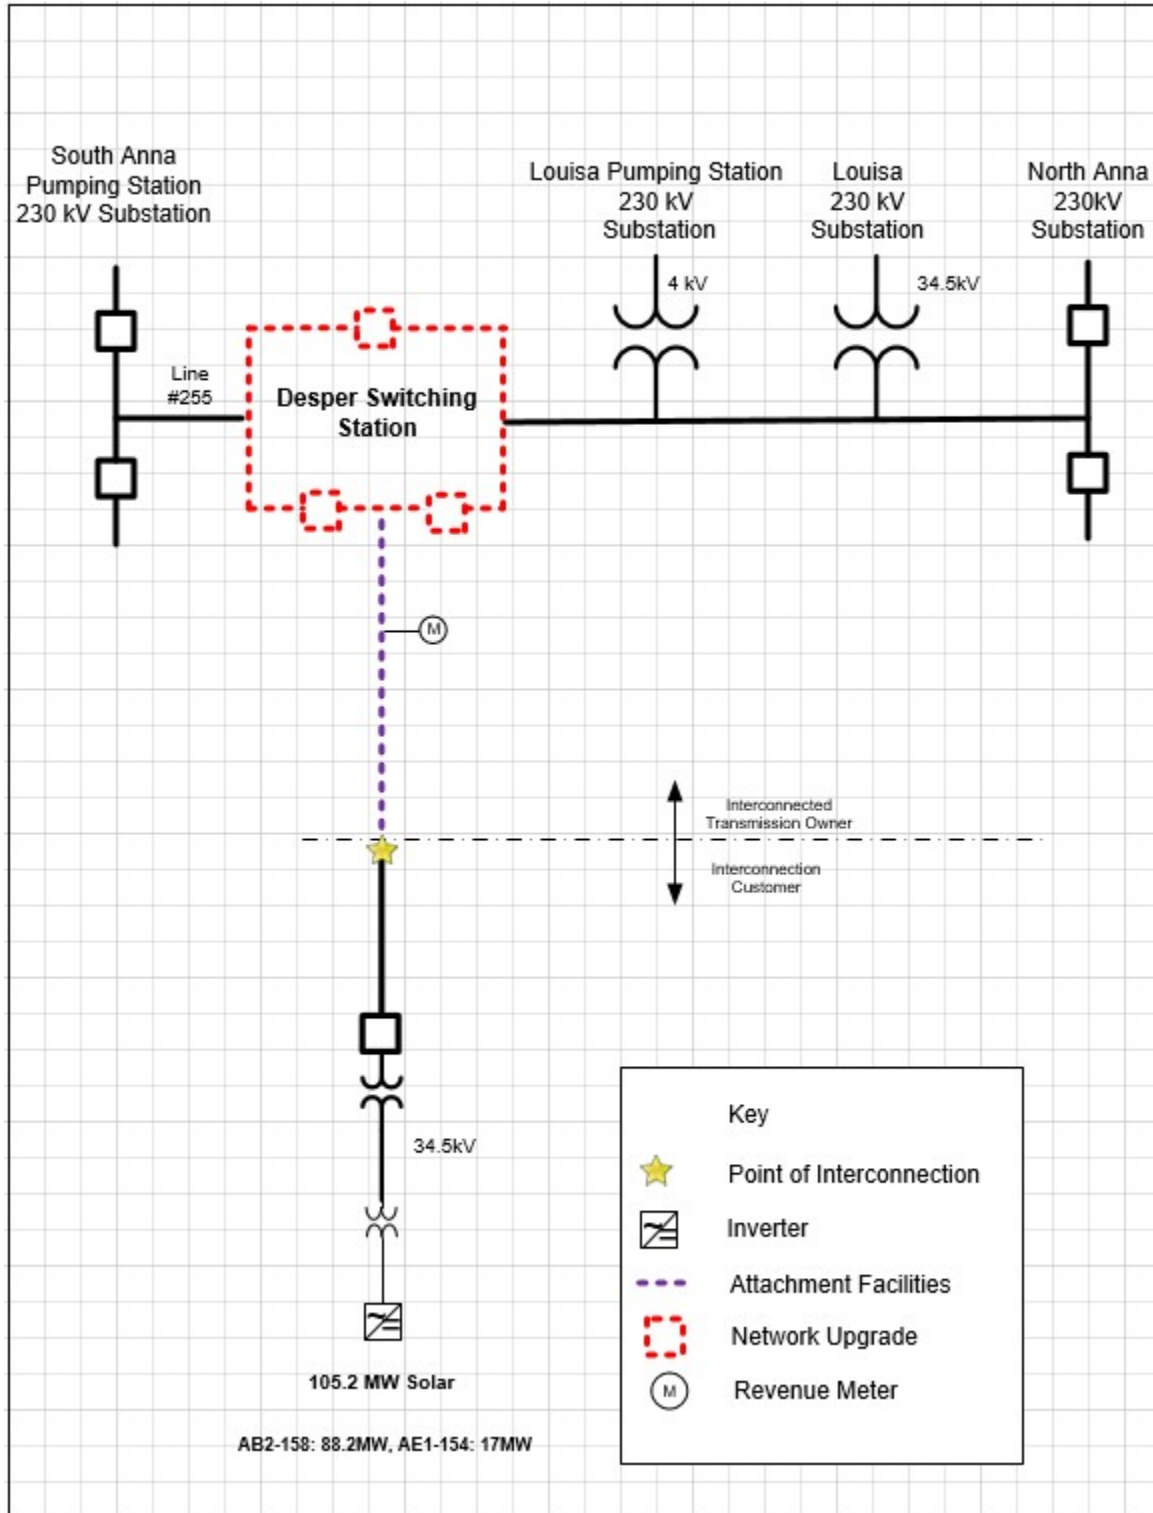 South Anna
Pumping Station
230 kV Substation
Louisa Pumping Station
230 kV
Substation
Louisa
230 kV
Substation
North Anna
230kV
Substation
4 kV
34.5kV
Line
#255
Desper Switching
Station
M
Interconnected
Transmission Owner
Interconnection
Customer
34.5kV
105.2 MW Solar
AB2-158: 88.2MW, AE1-154: 17MW
Key
Point of Interconnection
Inverter
Attachment Facilities
Network Upgrade
M
Revenue Meter